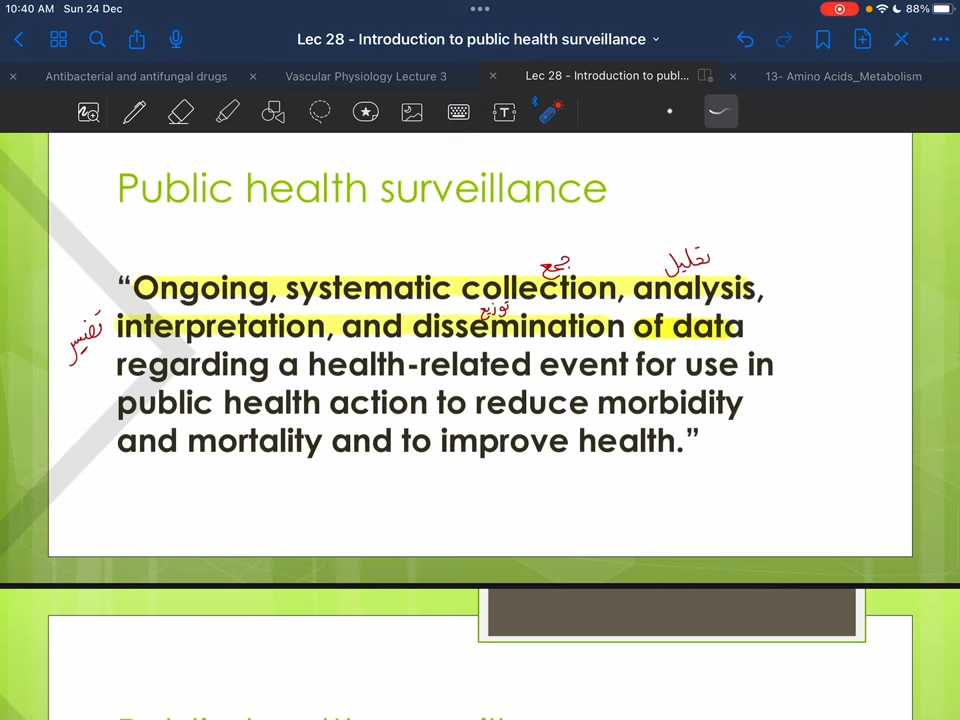 10:40 AM Sun 24 Dec
88%
Lec 28 - Introduction to public health surveillance
Antibacterial and antifungal drugs
Vascular Physiology Lecture 3
Lec 28 - Introduction to publ...
13- Amino Acids_Metabolism
Public health surveillance
جمع تحليل
“Ongoing, systematic collection, analysis,
توزيع
interpretation, and dissemination of data
تفسير
regarding a health-related event for use in
public health action to reduce morbidity
and mortality and to improve health.”